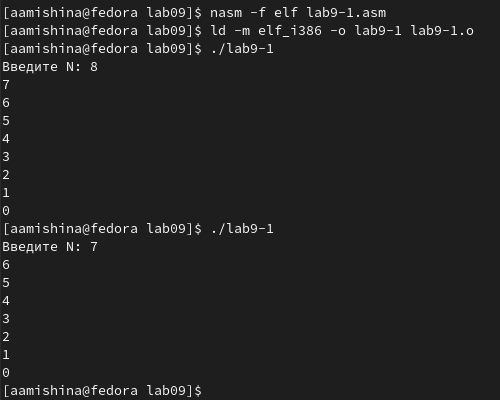 [aamishina@fedora lab09]$ nasm -f elf lab9-1.asm
[aamishina@fedora lab09]$ ld -m elf_i386 -o lab9-1 lab9-1.o
[aamishina@fedora lab09]$ ./lab9-1
Введите N: 8
7
6
5
4
3
2
1
0
[aamishina@fedora lab09]$ ./lab9-1
Введите N: 7
6
5
4
3
2
1
0
[aamishina@fedora lab09]$